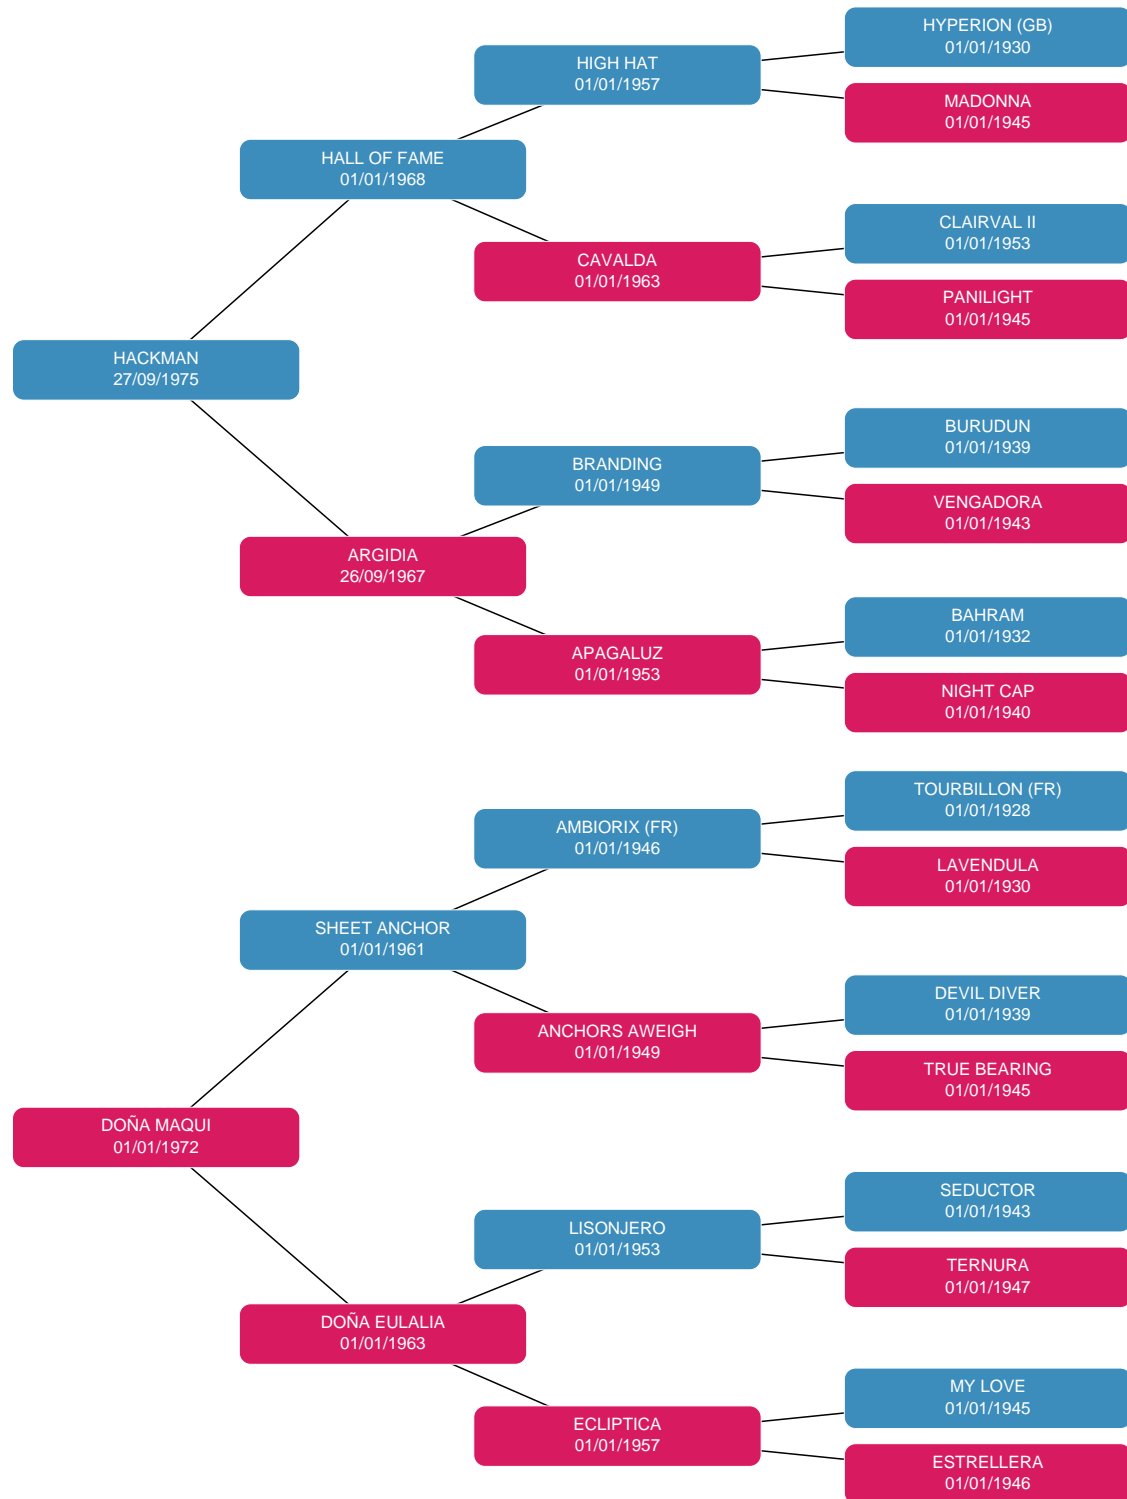 HYPERION (GB)
01/01/1930
HIGH HAT
01/01/1957
MADONNA
01/01/1945
HALL OF FAME
01/01/1968
CLAIRVAL II
01/01/1953
CAVALDA
01/01/1963
PANILIGHT
01/01/1945
HACKMAN
27/09/1975
BURUDUN
01/01/1939
BRANDING
01/01/1949
VENGADORA
01/01/1943
ARGIDIA
26/09/1967
BAHRAM
01/01/1932
APAGALUZ
01/01/1953
NIGHT CAP
01/01/1940
TOURBILLON (FR)
01/01/1928
AMBIORIX (FR)
01/01/1946
LAVENDULA
01/01/1930
SHEET ANCHOR
01/01/1961
DEVIL DIVER
01/01/1939
ANCHORS AWEIGH
01/01/1949
TRUE BEARING
01/01/1945
DOÑA MAQUI
01/01/1972
SEDUCTOR
01/01/1943
LISONJERO
01/01/1953
TERNURA
01/01/1947
DOÑA EULALIA
01/01/1963
MY LOVE
01/01/1945
ECLIPTICA
01/01/1957
ESTRELLERA
01/01/1946